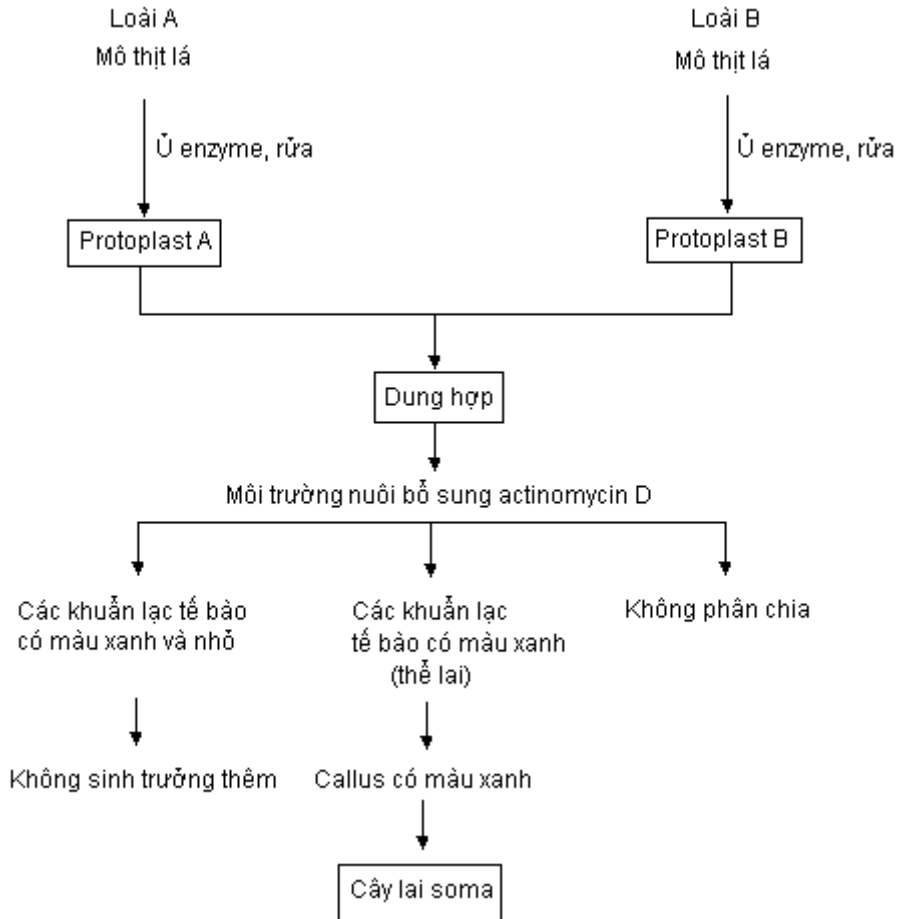 Loài A
Mô thịt lá
Loài B
Mô thịt lá
Ủ enzyme, rửa
Ủ enzyme, rửa
Protoplast A
Protoplast B
Dung hợp
Môi trường nuôi bổ sung actinomycin D
Các khuẩn lạc tế bào
có màu xanh và nhỏ
Các khuẩn lạc
tế bào có màu xanh
(thể lai)
Không phân chia
Không sinh trưởng thêm
Callus có màu xanh
Cây lai soma